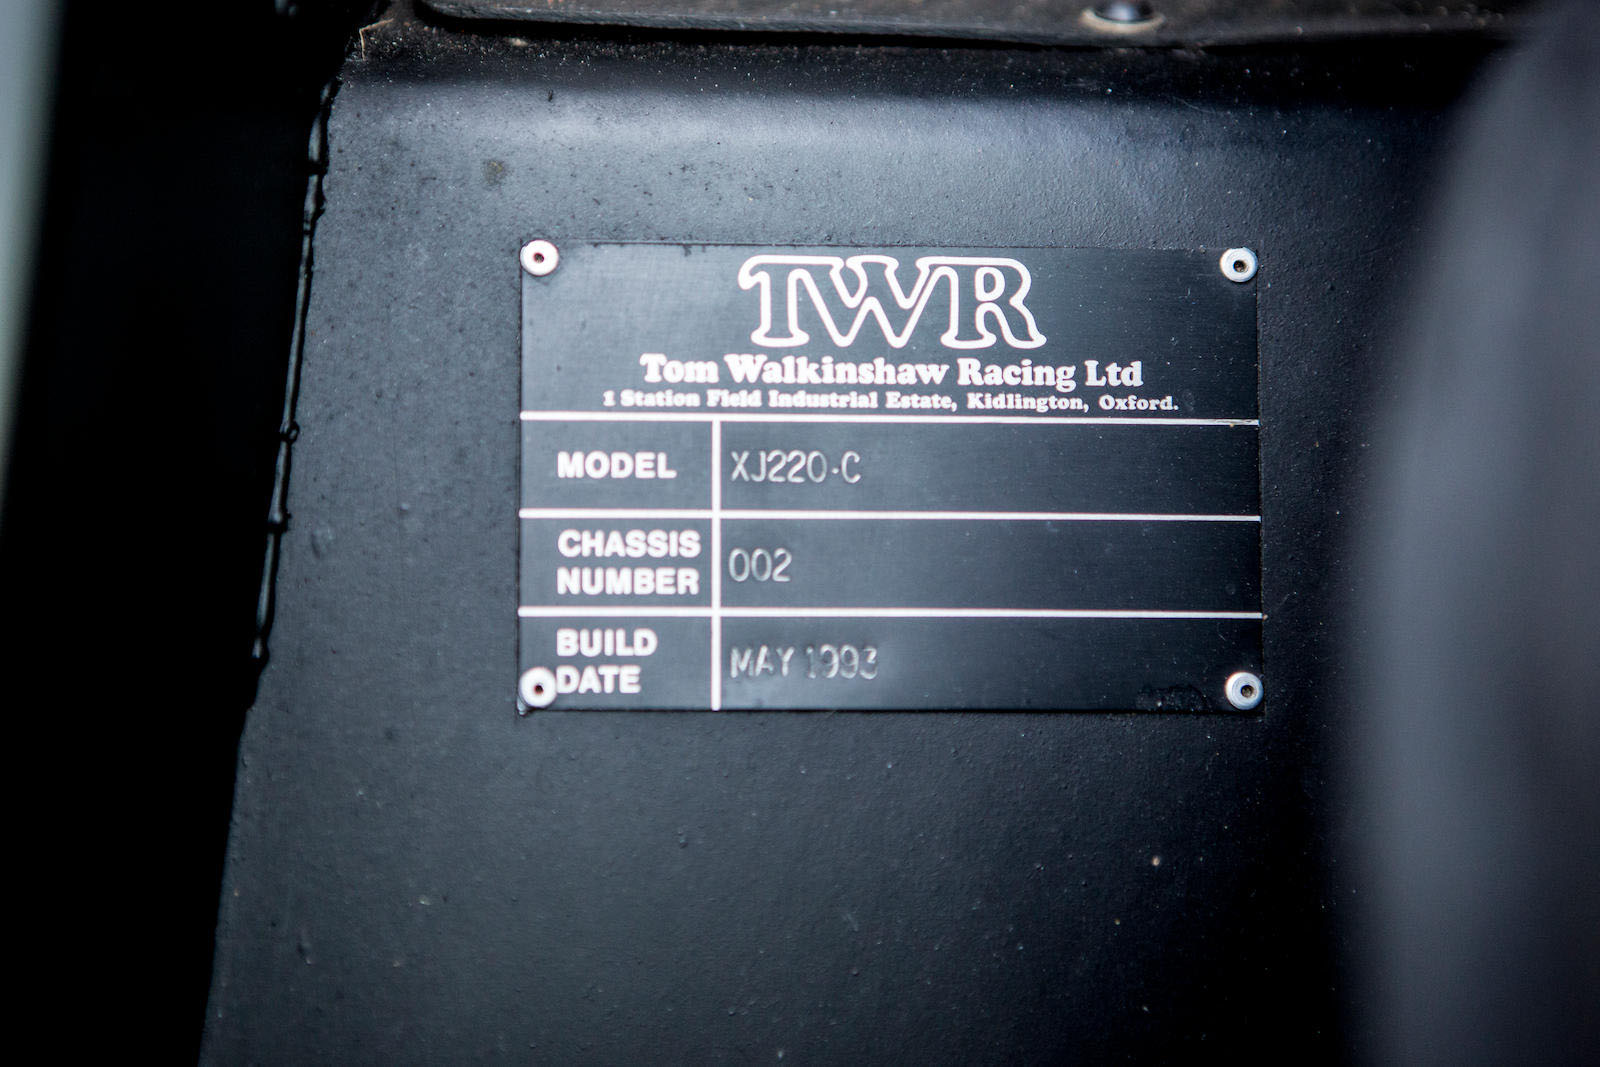 TWR
Tom Walkinshaw Racing Ltd
1 Station Field Industrial Estate, Kidlington, Oxford.
MODEL XJ220-C
CHASSIS
NUMBER 002
BUILD
DATE MAY 1993